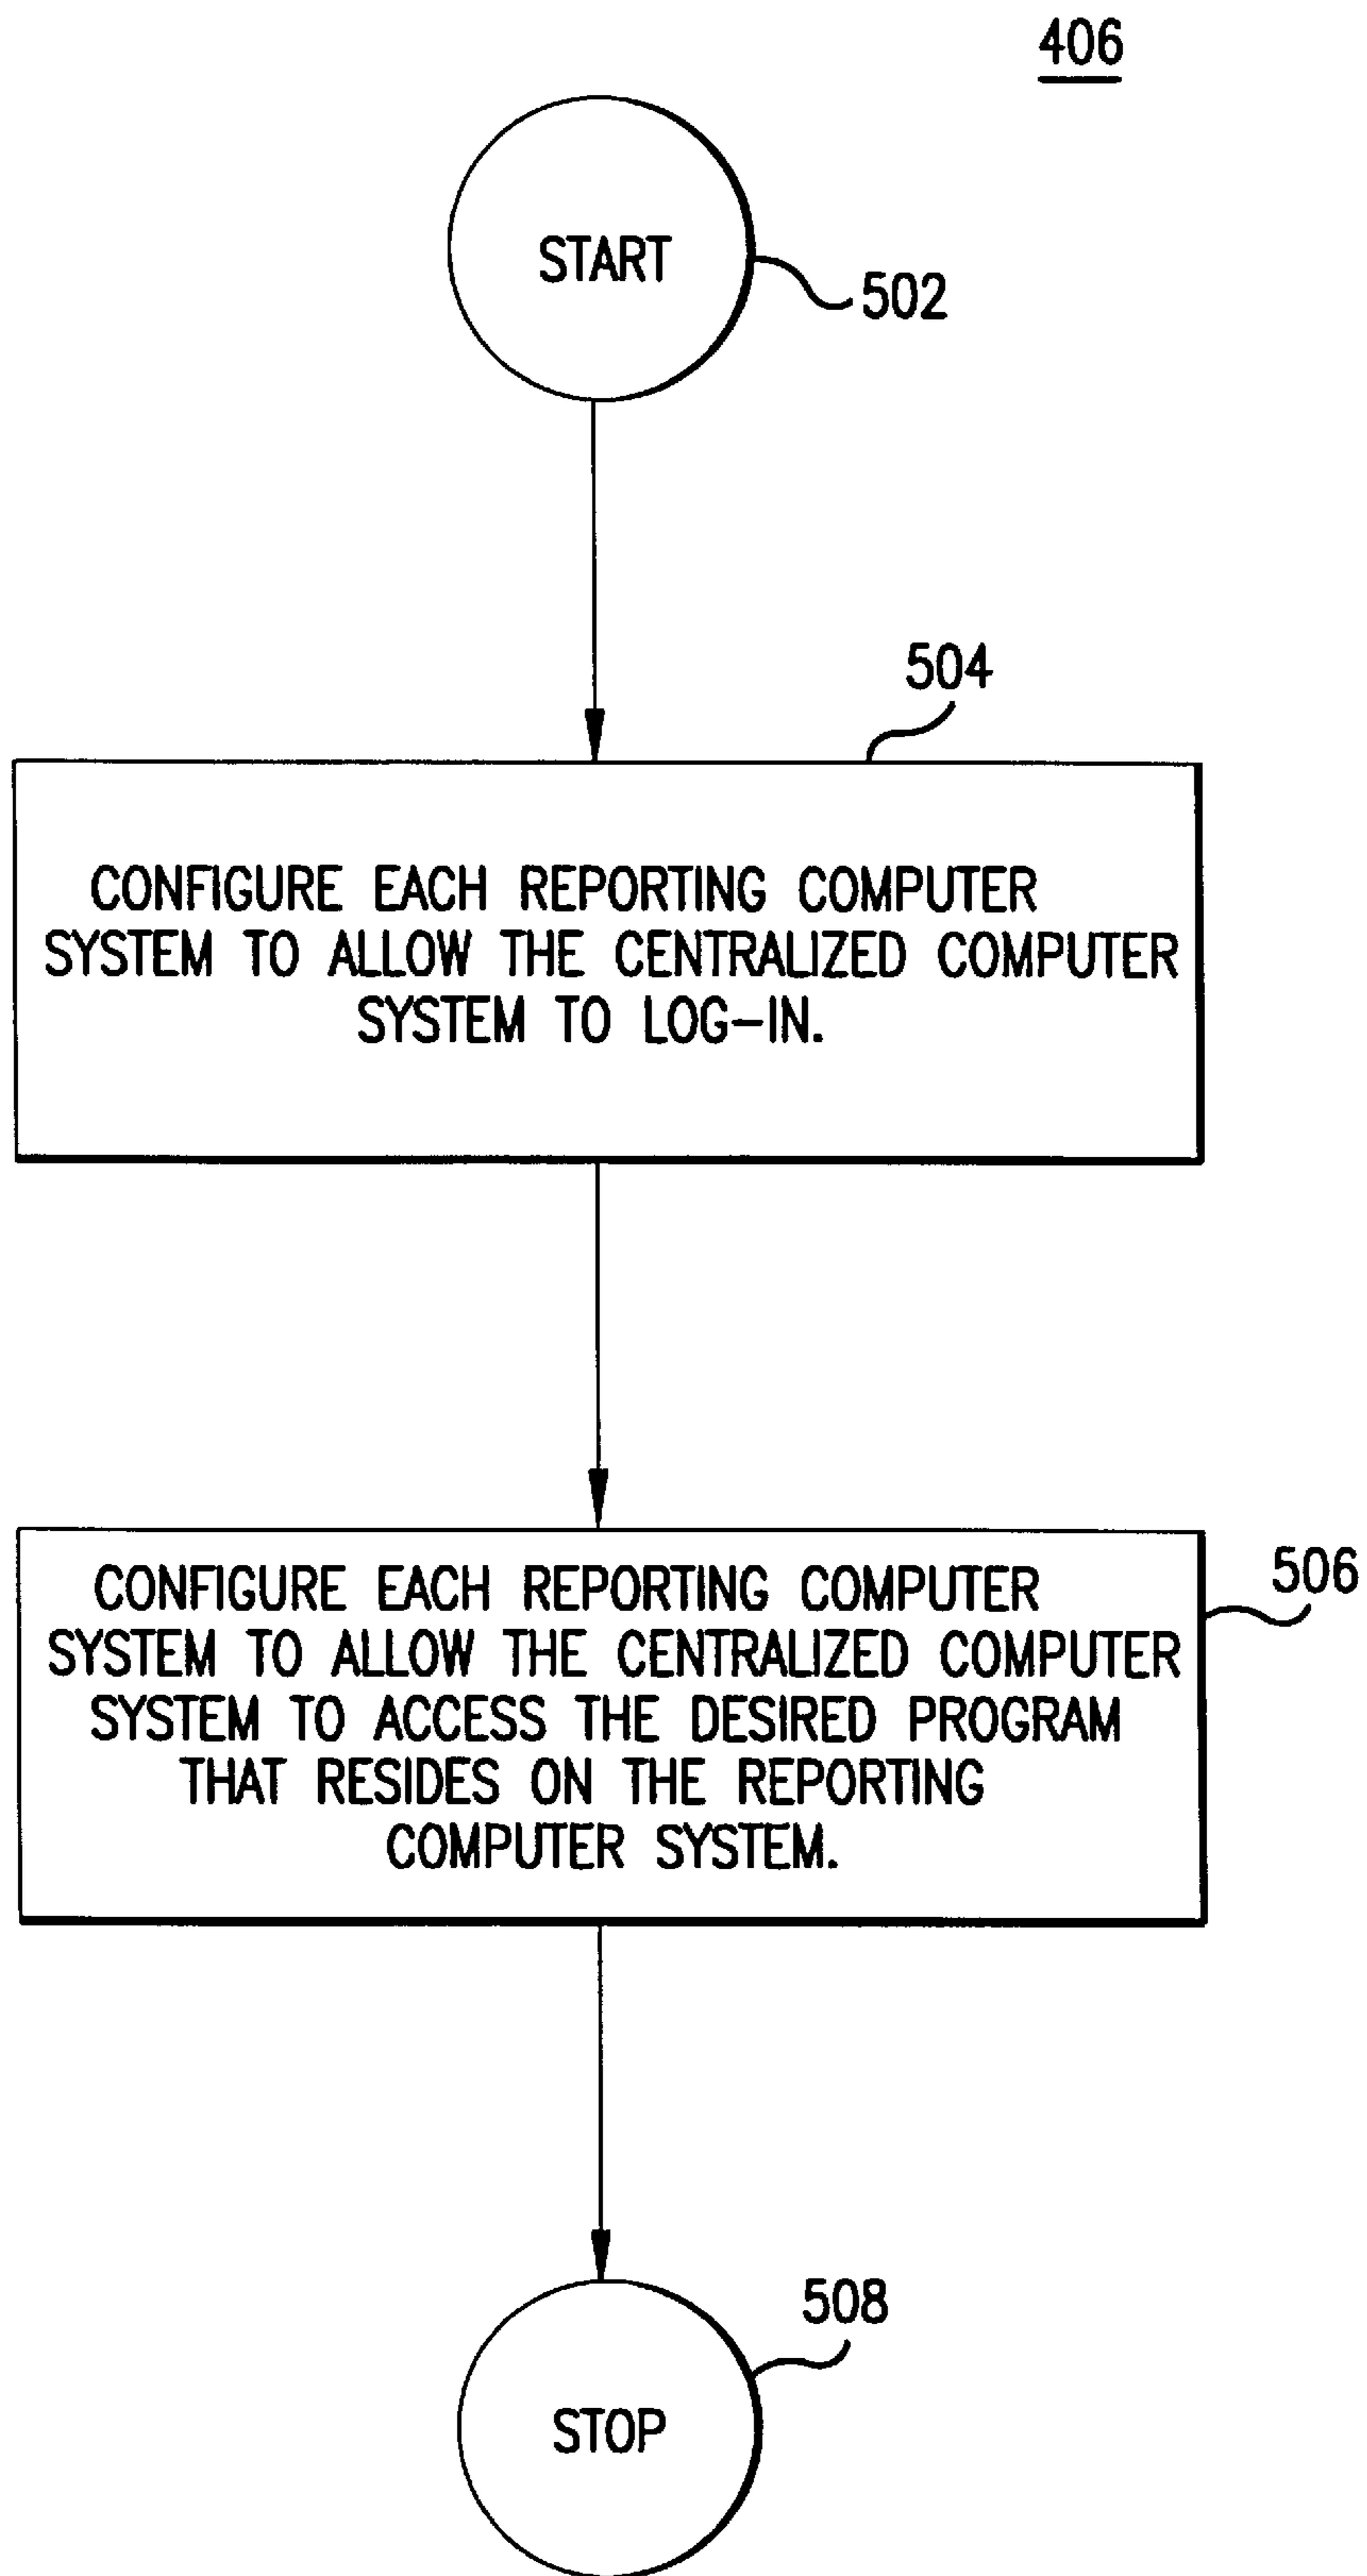 406
START
502
504
CONFIGURE EACH REPORTING COMPUTER
SYSTEM TO ALLOW THE CENTRALIZED COMPUTER
SYSTEM TO LOG-IN.
506
CONFIGURE EACH REPORTING COMPUTER
SYSTEM TO ALLOW THE CENTRALIZED COMPUTER
SYSTEM TO ACCESS THE DESIRED PROGRAM
THAT RESIDES ON THE REPORTING
COMPUTER SYSTEM.
508
STOP